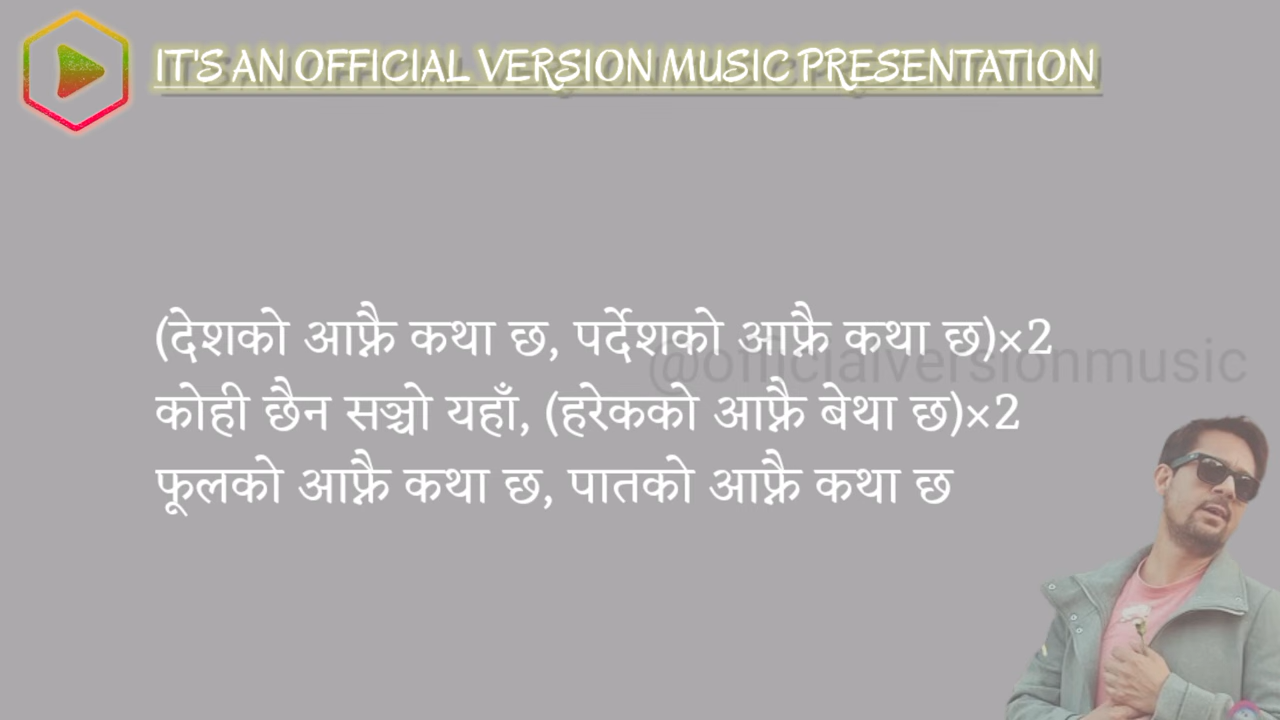 IT'S AN OFFICIAL VERSION MUSIC PRESENTATION
(देशको आफ्नै कथा छ, पर्देशको आफ्नै कथा छ)×2
@officialversionmusic
कोही छैन सञ्चो यहाँ, (हरेकको आफ्नै बेथा छ)×2
फूलको आफ्नै कथा छ, पातको आफ्नै कथा छ